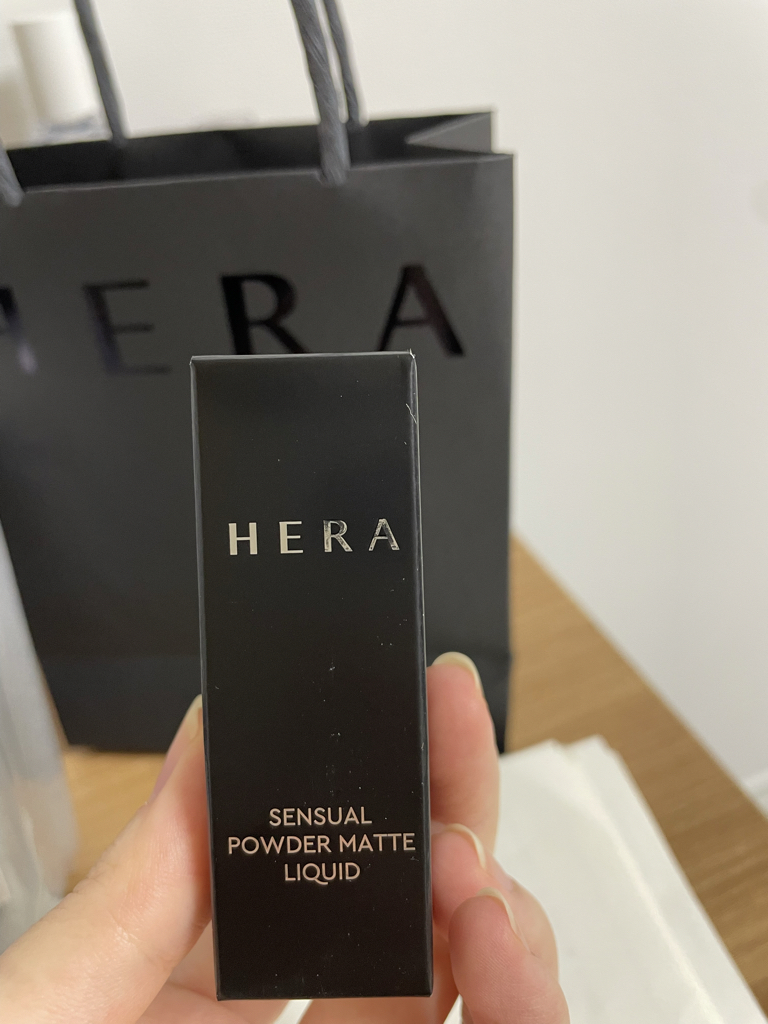 HERA
HERA
SENSUAL
POWDER MATTE
LIQUID